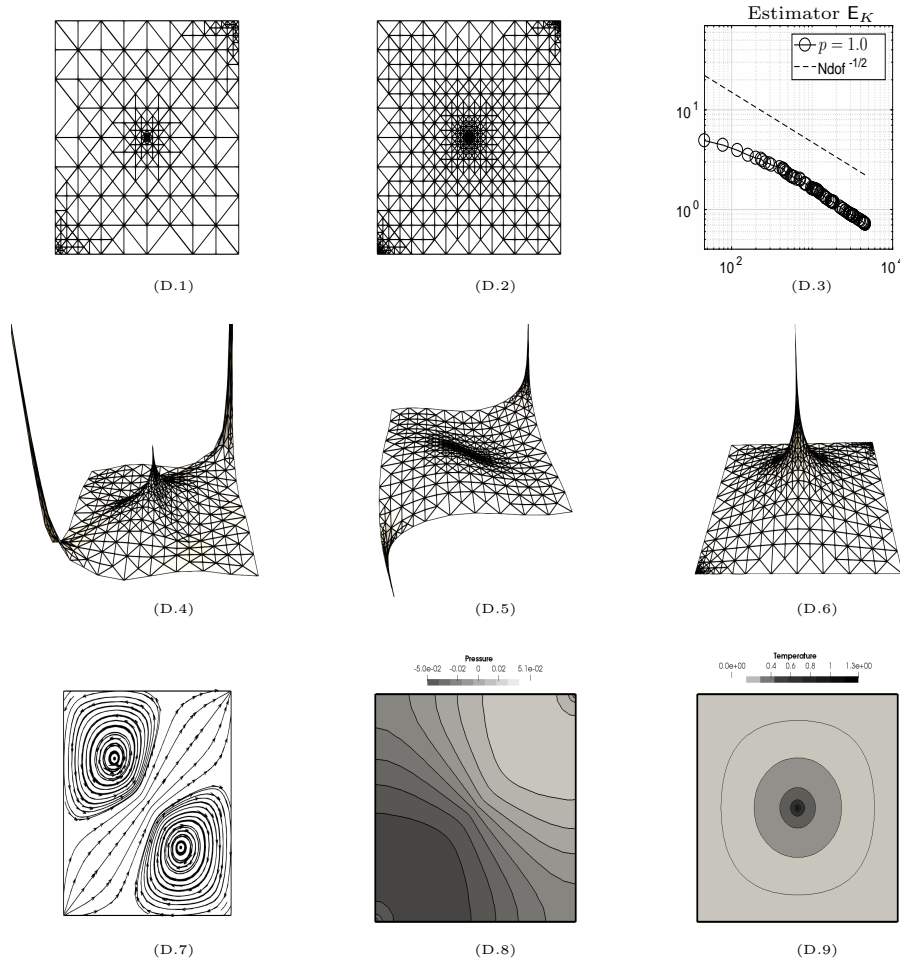 Estimator E_K
p = 1.0
Ndof^-1/2
10^1
10^0
10^2
10^4
(D.1)
(D.2)
(D.3)
(D.4)
(D.5)
(D.6)
Pressure
-5.0e-02 -0.02 0 0.02 5.1e-02
Temperature
0.0e+00 0.4 0.6 0.8 1 1.3e+00
(D.7)
(D.8)
(D.9)